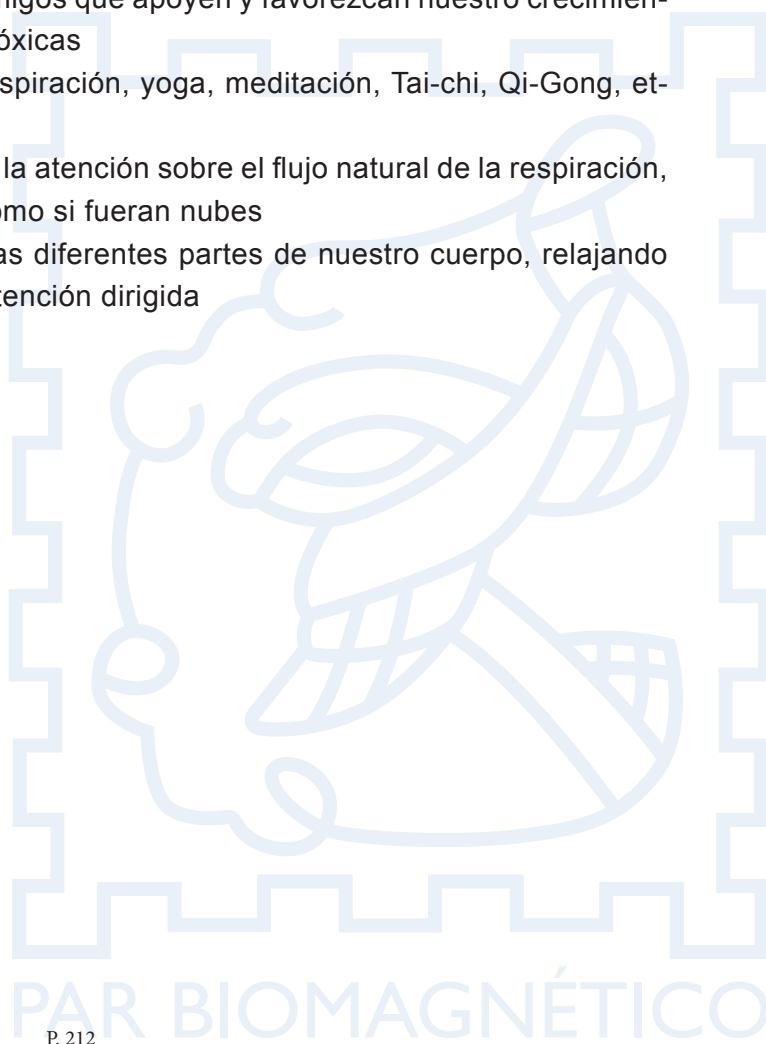 migos que apoyen y favorezcan nuestro crecimien-
óxicas
spiración, yoga, meditación, Tai-chi, Qi-Gong, et-
la atención sobre el flujo natural de la respiración,
omo si fueran nubes
as diferentes partes de nuestro cuerpo, relajando
tención dirigida
PAR BIOMAGNÉTICO
P. 212